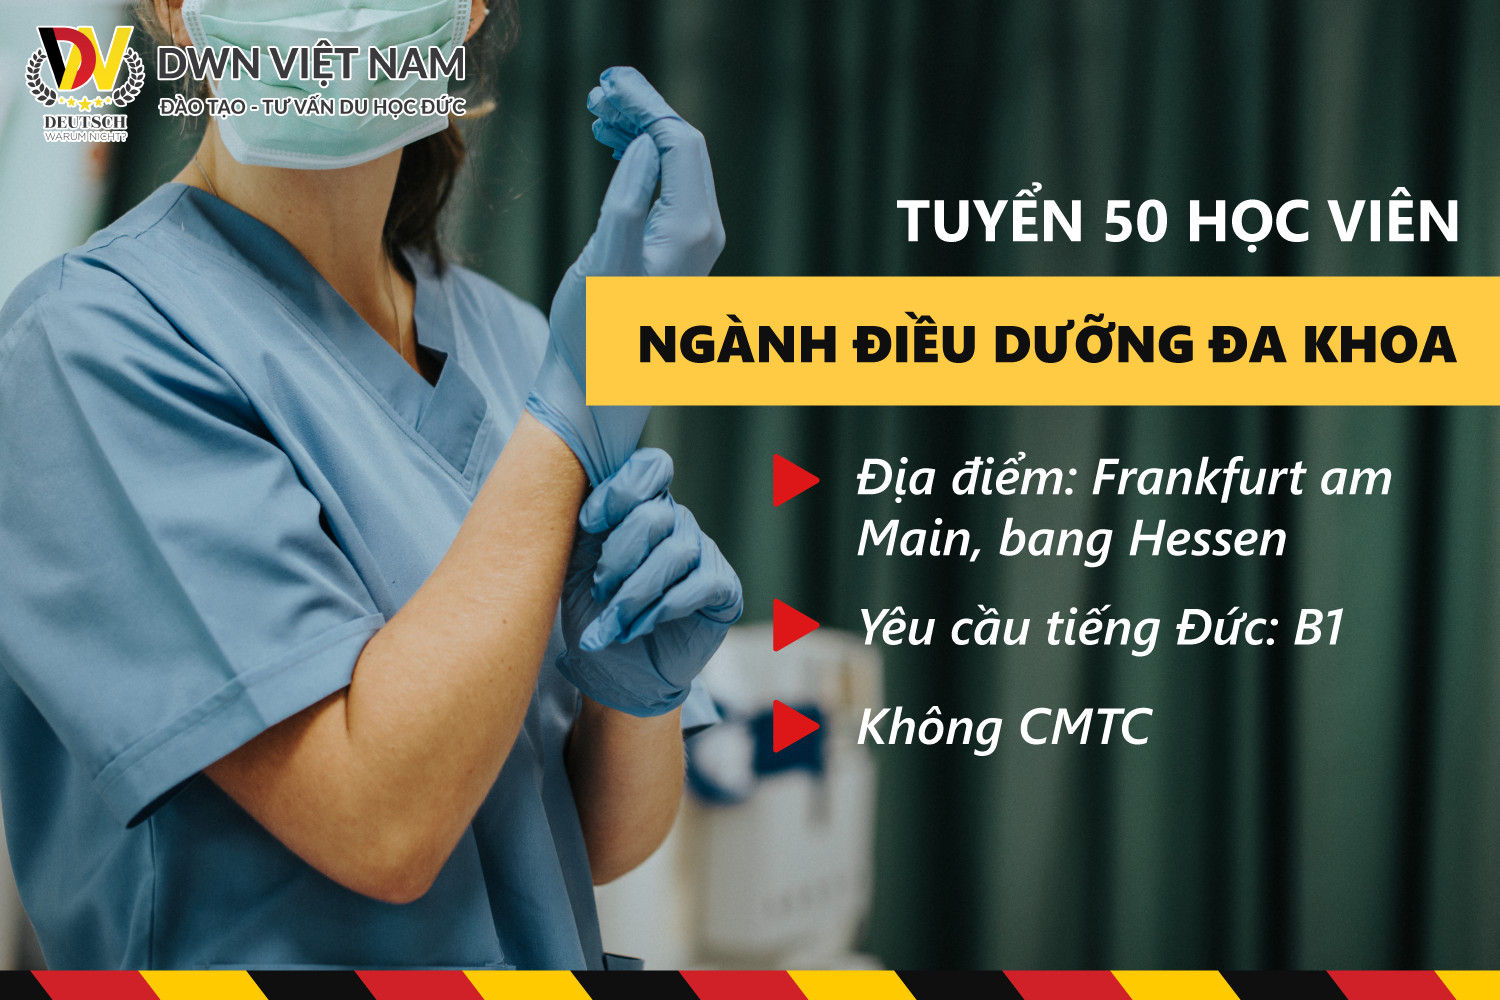 DWN VIỆT NAM
ĐÀO TẠO - TƯ VẤN DU HỌC ĐỨC
DEUTSCH
WARUM NICHT?
TUYỂN 50 HỌC VIÊN
NGÀNH ĐIỀU DƯỠNG ĐA KHOA
Địa điểm: Frankfurt am
Main, bang Hessen
Yêu cầu tiếng Đức: B1
Không CMTC